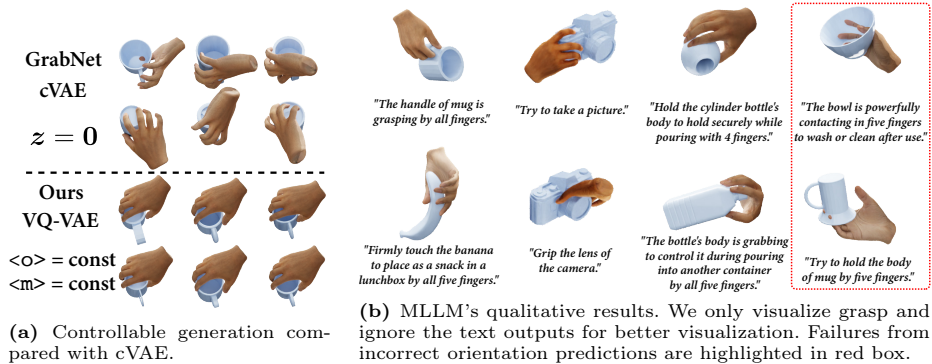 GrabNet
cVAE
z = 0
Ours
VQ-VAE
<o> = const
<m> = const
(a) Controllable generation com-
pared with cVAE.
"The handle of mug is
grasping by all fingers."
"Try to take a picture."
"Hold the cylinder bottle's
body to hold securely while
pouring with 4 fingers."
"The bowl is powerfully
contacting in five fingers
to wash or clean after use."
"Firmly touch the banana
to place as a snack in a
lunchbox by all five fingers."
"Grip the lens of
the camera."
"The bottle's body is grabbing
to control it during pouring
into another container
by all five fingers."
"Try to hold the body
of mug by five fingers."
(b) MLLM's qualitative results. We only visualize grasp and
ignore the text outputs for better visualization. Failures from
incorrect orientation predictions are highlighted in red box.